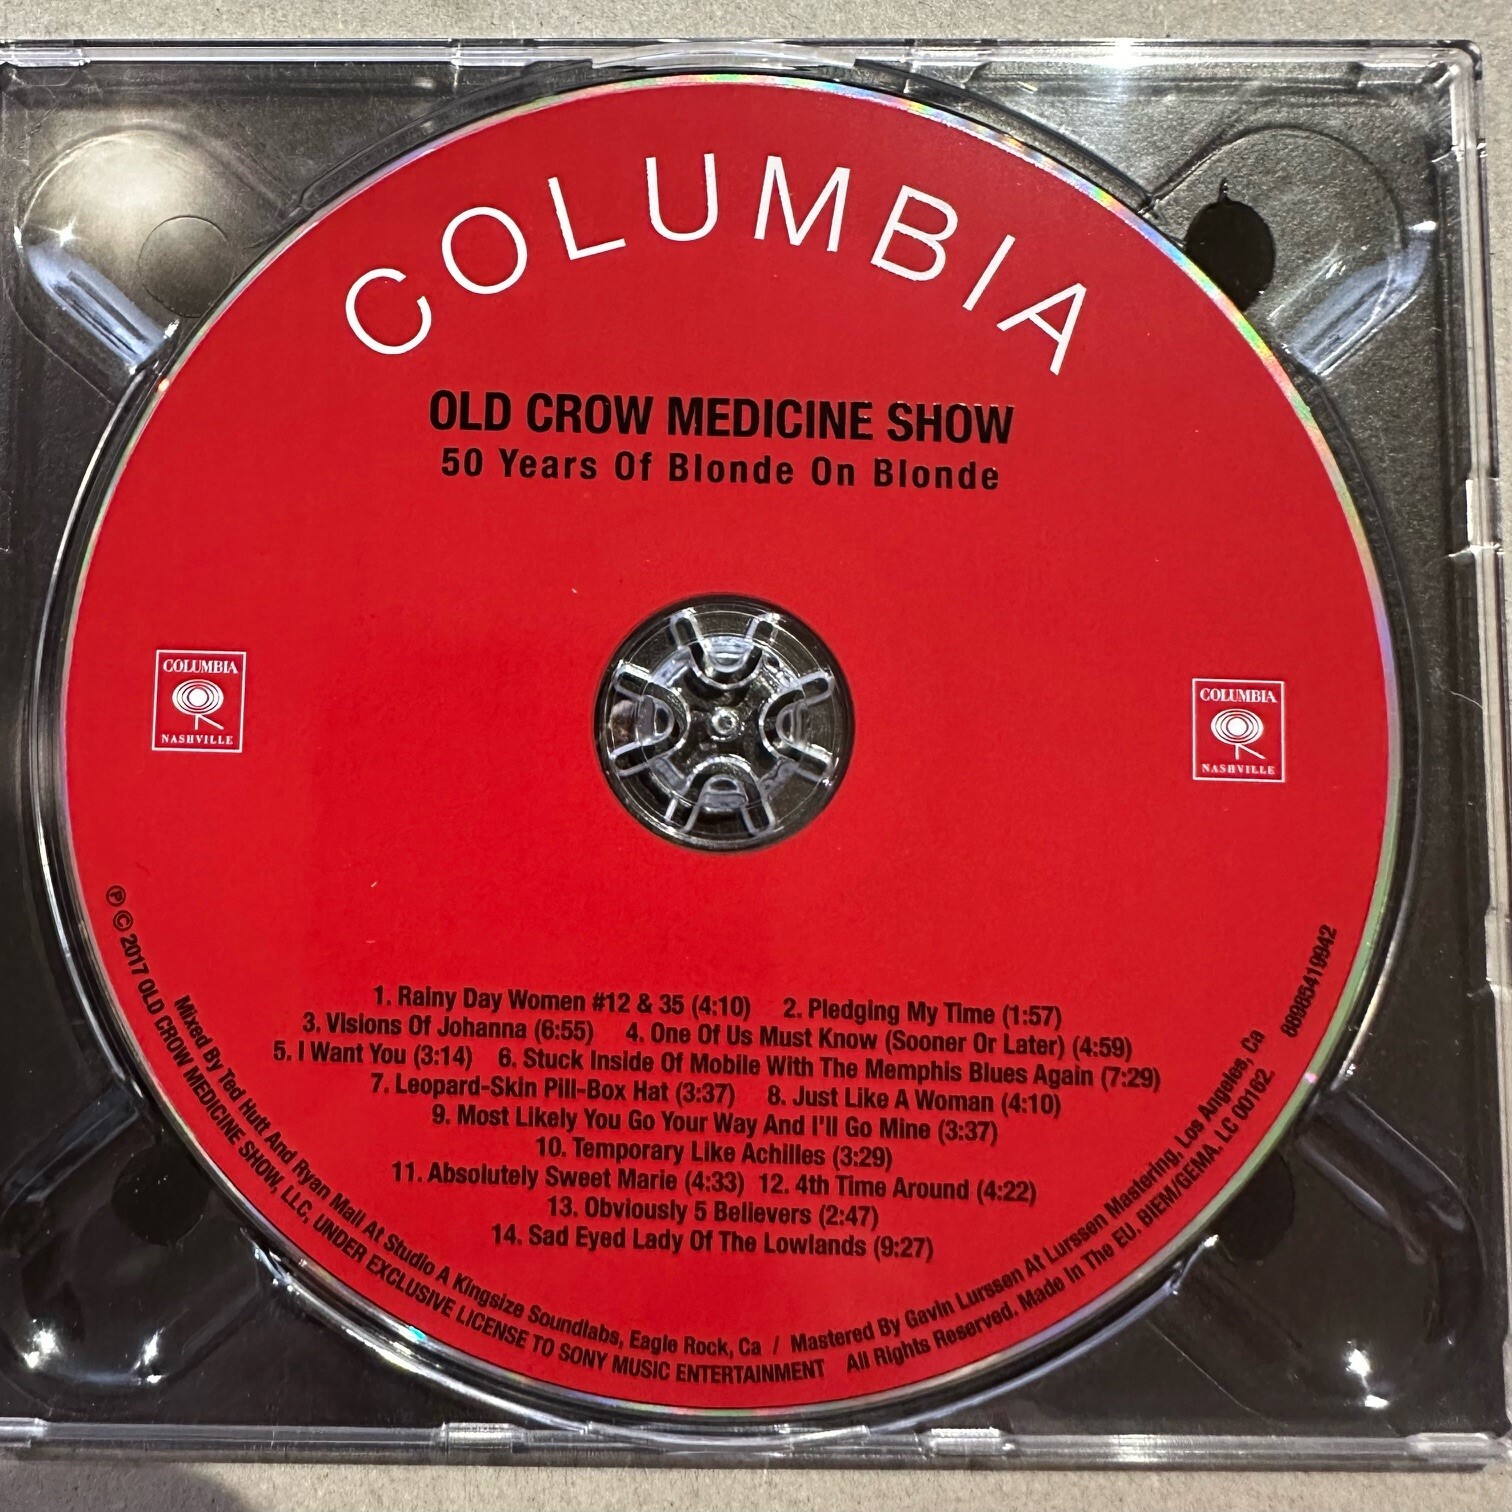 COLUMBIA
OLD CROW MEDICINE SHOW
50 Years Of Blonde On Blonde
COLUMBIA
NASHVILLE
COLUMBIA
NASHVILLE
1. Rainy Day Women #12 & 35 (4:10) 2. Pledging My Time (1:57)
3. Visions Of Johanna (6:55) 4. One Of Us Must Know (Sooner Or Later) (4:59)
5. I Want You (3:14) 6. Stuck Inside Of Mobile With The Memphis Blues Again (7:29)
7. Leopard-Skin Pill-Box Hat (3:37) 8. Just Like A Woman (4:10)
9. Most Likely You Go Your Way And I'll Go Mine (3:37)
10. Temporary Like Achilles (3:29)
11. Absolutely Sweet Marie (4:33) 12. 4th Time Around (4:22)
13. Obviously 5 Believers (2:47)
14. Sad Eyed Lady Of The Lowlands (9:27)
Mixed By Ted Hutt And Ryan Mall At Studio A Kingsize Soundlabs, Eagle Rock, Ca / Mastered By Gavin Lurssen At Lurssen Mastering, Los Angeles, Ca
℗ © 2017 OLD CROW MEDICINE SHOW, LLC, UNDER EXCLUSIVE LICENSE TO SONY MUSIC ENTERTAINMENT All Rights Reserved. Made In The EU. BIEM/GEMA. LC 00162.
88985419942